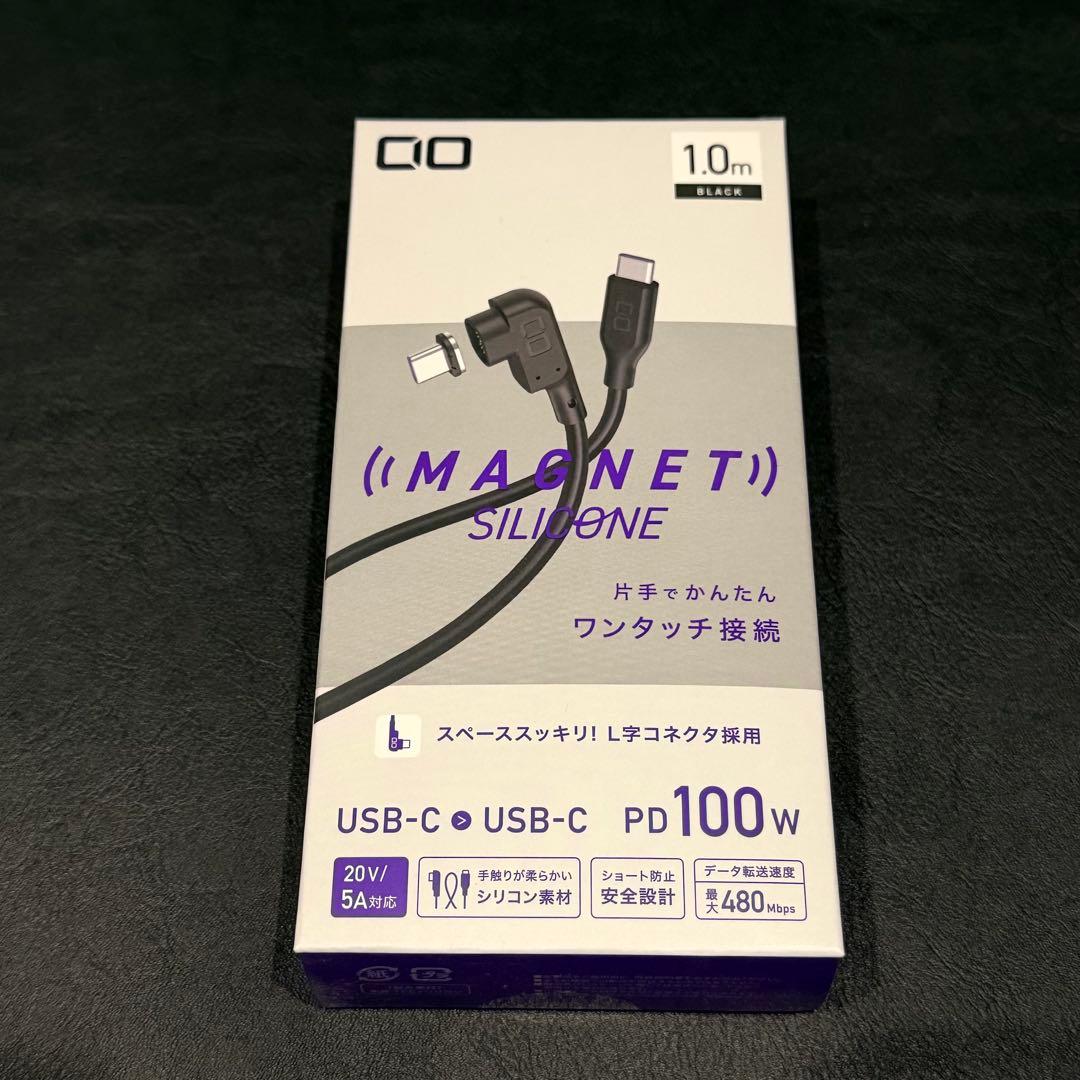 CIO
1.0m
BLACK
MAGNET
SILICONE
片手でかんたん
ワンタッチ接続
スペーススッキリ! L字コネクタ採用
USB-C > USB-C PD100W
20V/
5A対応
手触りが柔らかい
シリコン素材
ショート防止
安全設計
データ転送速度
最大480Mbps
紙